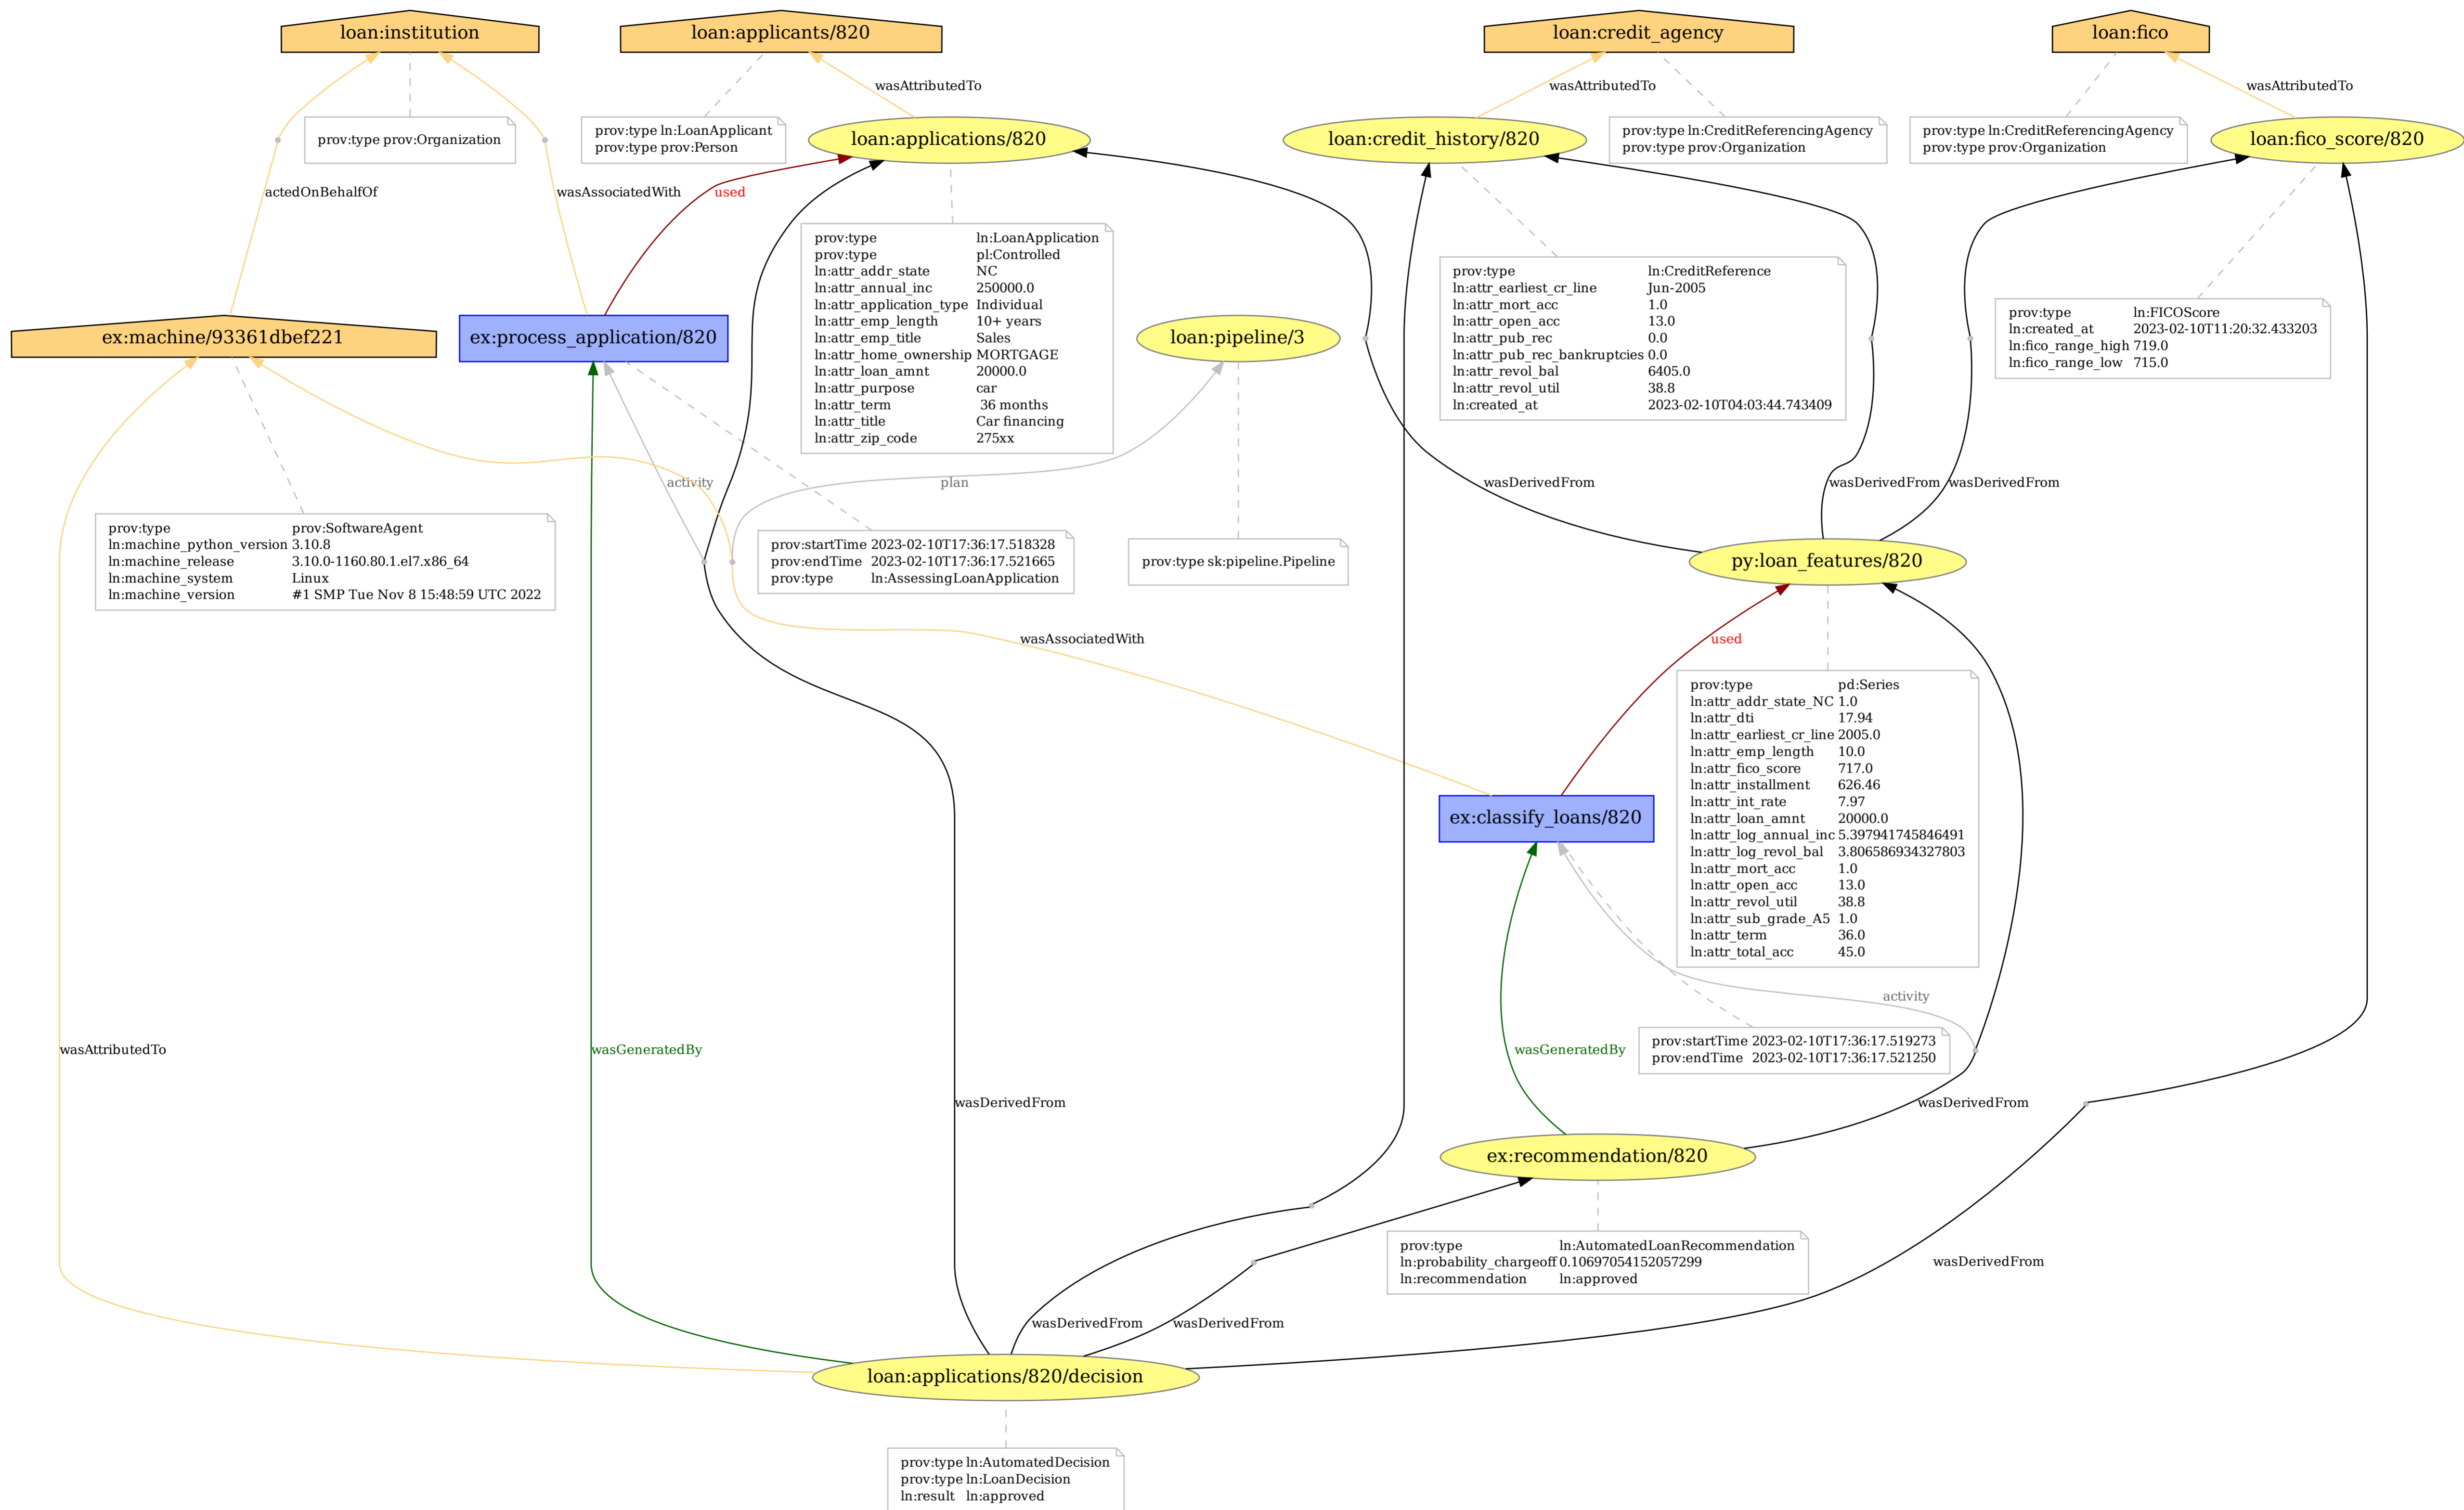 loan:institution
loan:applicants/820
loan:credit_agency
loan:fico
wasAttributedTo
wasAttributedTo
wasAttributedTo
prov:type prov:Organization
prov:type ln:LoanApplicant
prov:type prov:Person
loan:applications/820
loan:credit_history/820
prov:type ln:CreditReferencingAgency
prov:type prov:Organization
prov:type ln:CreditReferencingAgency
prov:type prov:Organization
loan:fico_score/820
actedOnBehalfOf
wasAssociatedWith
used
prov:type ln:LoanApplication
prov:type pl:Controlled
ln:attr_addr_state NC
ln:attr_annual_inc 250000.0
ln:attr_application_type Individual
ln:attr_emp_length 10+ years
ln:attr_emp_title Sales
ln:attr_home_ownership MORTGAGE
ln:attr_loan_amnt 20000.0
ln:attr_purpose car
ln:attr_term 36 months
ln:attr_title Car financing
ln:attr_zip_code 275xx
prov:type ln:CreditReference
ln:attr_earliest_cr_line Jun-2005
ln:attr_mort_acc 1.0
ln:attr_open_acc 13.0
ln:attr_pub_rec 0.0
ln:attr_pub_rec_bankruptcies 0.0
ln:attr_revol_bal 6405.0
ln:attr_revol_util 38.8
ln:created_at 2023-02-10T04:03:44.743409
prov:type ln:FICOScore
ln:created_at 2023-02-10T11:20:32.433203
ln:fico_range_high 719.0
ln:fico_range_low 715.0
ex:machine/93361dbef221
ex:process_application/820
loan:pipeline/3
activity
plan
wasDerivedFrom
wasDerivedFrom
wasDerivedFrom
prov:type prov:SoftwareAgent
ln:machine_python_version 3.10.8
ln:machine_release 3.10.0-1160.80.1.el7.x86_64
ln:machine_system Linux
ln:machine_version #1 SMP Tue Nov 8 15:48:59 UTC 2022
prov:startTime 2023-02-10T17:36:17.518328
prov:endTime 2023-02-10T17:36:17.521665
prov:type ln:AssessingLoanApplication
prov:type sk:pipeline.Pipeline
py:loan_features/820
wasAssociatedWith
used
prov:type pd:Series
ln:attr_addr_state_NC 1.0
ln:attr_dti 17.94
ln:attr_earliest_cr_line 2005.0
ln:attr_emp_length 10.0
ln:attr_fico_score 717.0
ln:attr_installment 626.46
ln:attr_int_rate 7.97
ln:attr_loan_amnt 20000.0
ln:attr_log_annual_inc 5.397941745846491
ln:attr_log_revol_bal 3.806586934327803
ln:attr_mort_acc 1.0
ln:attr_open_acc 13.0
ln:attr_revol_util 38.8
ln:attr_sub_grade_A5 1.0
ln:attr_term 36.0
ln:attr_total_acc 45.0
ex:classify_loans/820
activity
wasAttributedTo
wasGeneratedBy
wasGeneratedBy
prov:startTime 2023-02-10T17:36:17.519273
prov:endTime 2023-02-10T17:36:17.521250
wasDerivedFrom
wasDerivedFrom
ex:recommendation/820
prov:type ln:AutomatedLoanRecommendation
ln:probability_chargeoff 0.10697054152057299
ln:recommendation ln:approved
wasDerivedFrom
wasDerivedFrom
wasDerivedFrom
loan:applications/820/decision
prov:type ln:AutomatedDecision
prov:type ln:LoanDecision
ln:result ln:approved